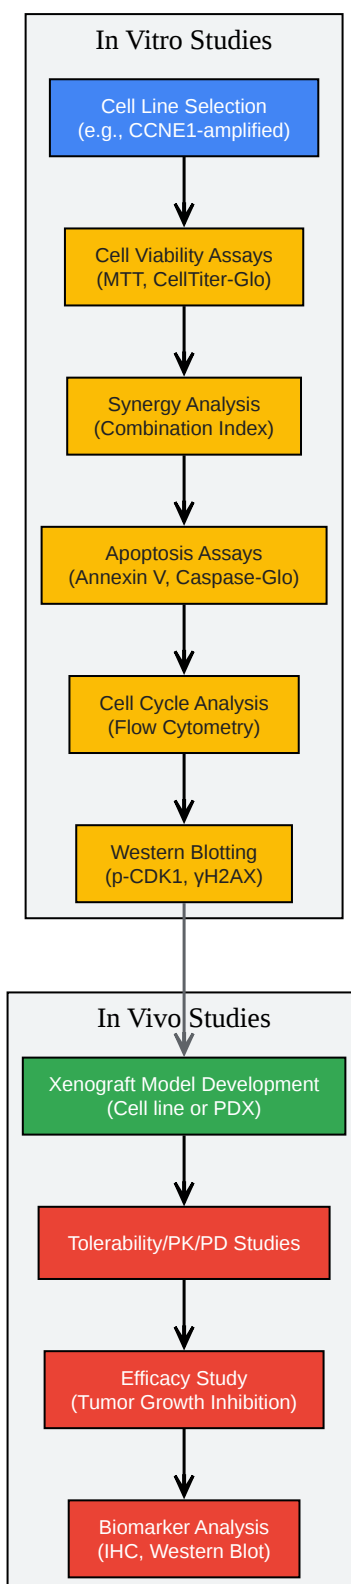 In Vitro Studies
Cell Line Selection
(e.g., CCNE1-amplified)
Cell Viability Assays
(MTT, CellTiter-Glo)
Synergy Analysis
(Combination Index)
Apoptosis Assays
(Annexin V, Caspase-Glo)
Cell Cycle Analysis
(Flow Cytometry)
Western Blotting
(p-CDK1, γH2AX)
In Vivo Studies
Xenograft Model Development
(Cell line or PDX)
Tolerability/PK/PD Studies
Efficacy Study
(Tumor Growth Inhibition)
Biomarker Analysis
(IHC, Western Blot)